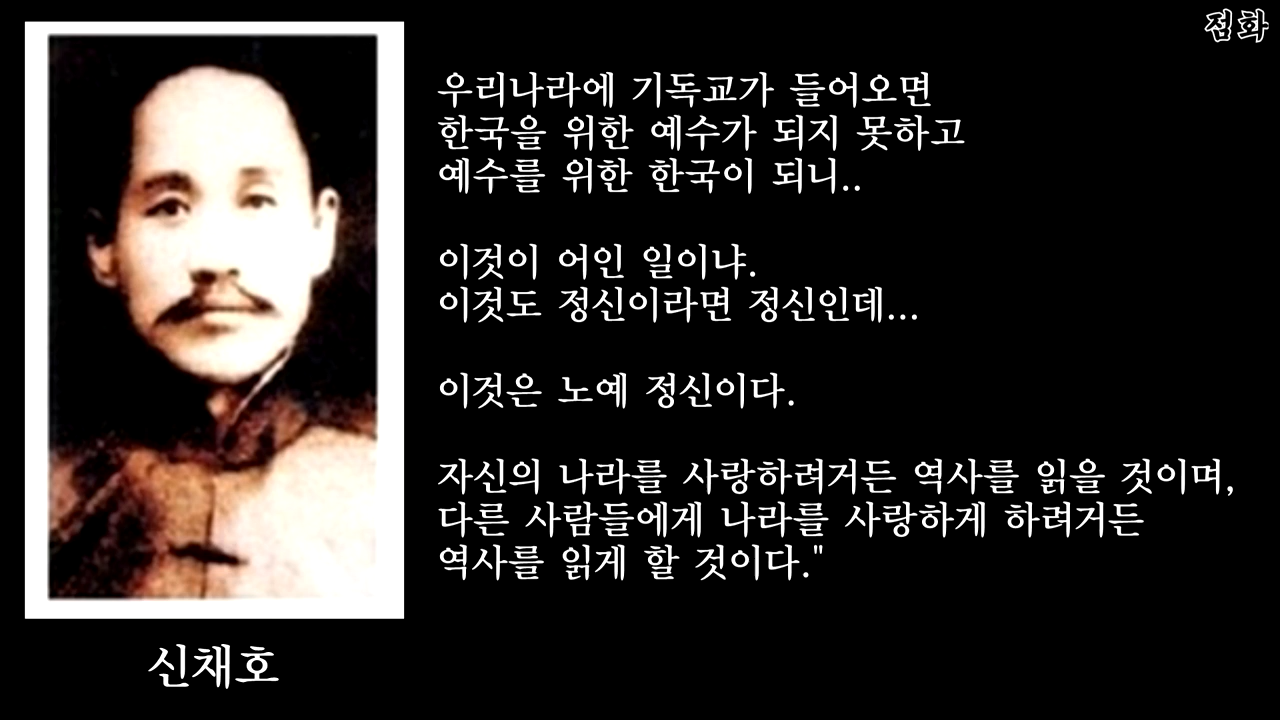 점화
우리나라에 기독교가 들어오면
한국을 위한 예수가 되지 못하고
예수를 위한 한국이 되니..
이것이 어인 일이냐.
이것도 정신이라면 정신인데...
이것은 노예 정신이다.
자신의 나라를 사랑하려거든 역사를 읽을 것이며,
다른 사람들에게 나라를 사랑하게 하려거든
역사를 읽게 할 것이다."
신채호